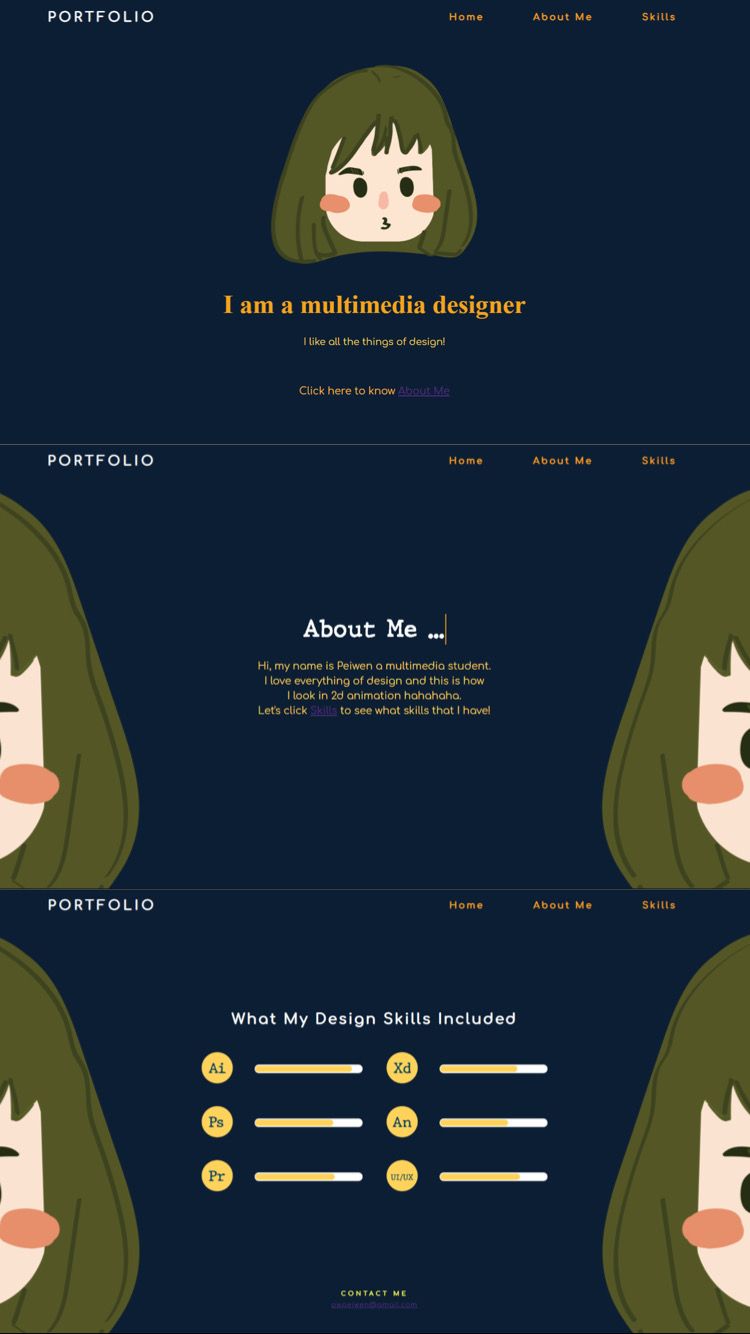 PORTFOLIO Home About Me Skills
I am a multimedia designer
I like all the things of design!
Click here to know About Me
PORTFOLIO Home About Me Skills
About Me ...
Hi, my name is Peiwen a multimedia student.
I love everything of design and this is how
I look in 2d animation hahahaha.
Let's click Skills to see what skills that I have!
PORTFOLIO Home About Me Skills
What My Design Skills Included
Ai Xd
Ps An
Pr UI/UX
CONTACT ME